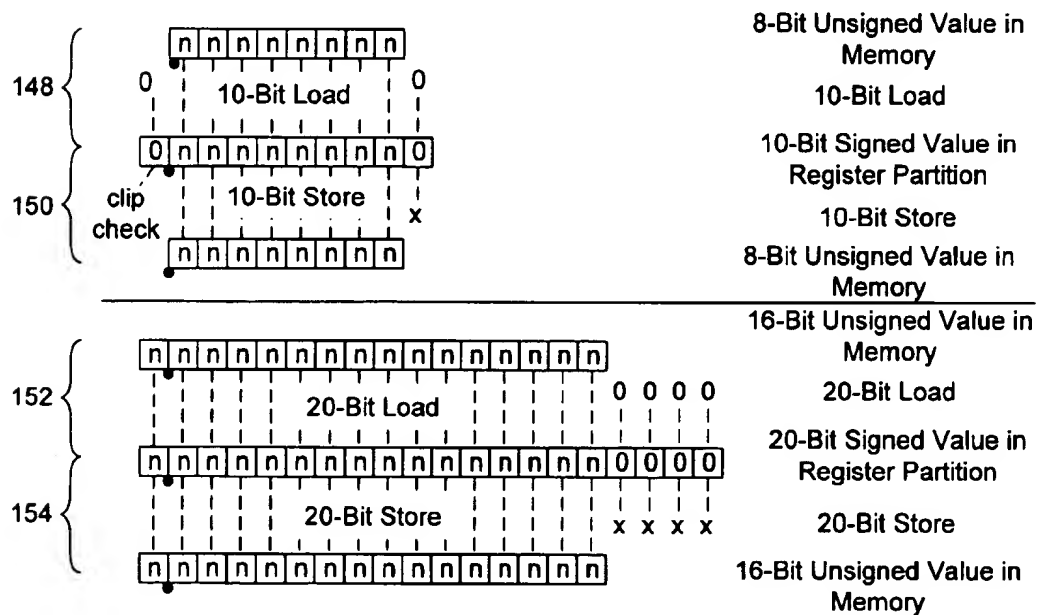 n n n n n n n n
8-Bit Unsigned Value in
Memory
148
0 10-Bit Load 0
10-Bit Load
0 n n n n n n n n 0
10-Bit Signed Value in
Register Partition
150
clip
check
10-Bit Store
x
10-Bit Store
n n n n n n n n
8-Bit Unsigned Value in
Memory
16-Bit Unsigned Value in
Memory
n n n n n n n n n n n n n n n n
152
20-Bit Load
0 0 0 0
20-Bit Load
n n n n n n n n n n n n n n n n 0 0 0 0
20-Bit Signed Value in
Register Partition
154
20-Bit Store
x x x x
20-Bit Store
n n n n n n n n n n n n n n n n
16-Bit Unsigned Value in
Memory